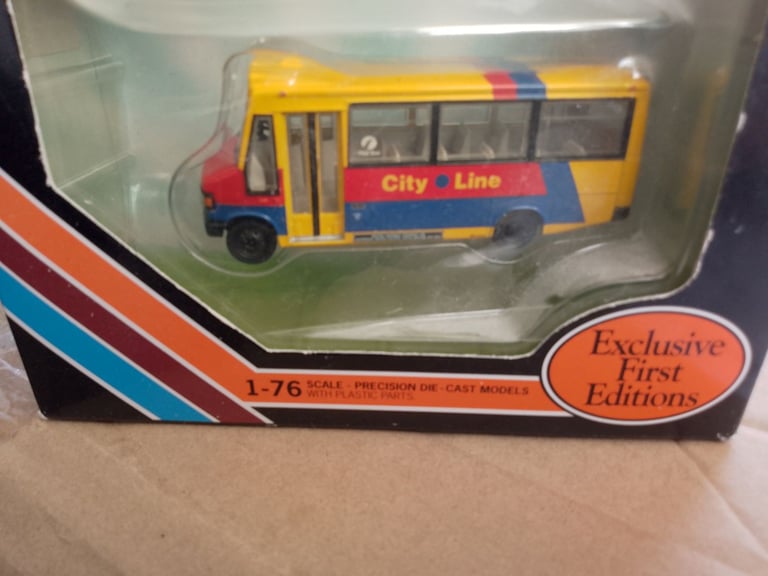 City Line
1-76 SCALE - PRECISION DIE-CAST MODELS
WITH PLASTIC PARTS
Exclusive
First
Editions